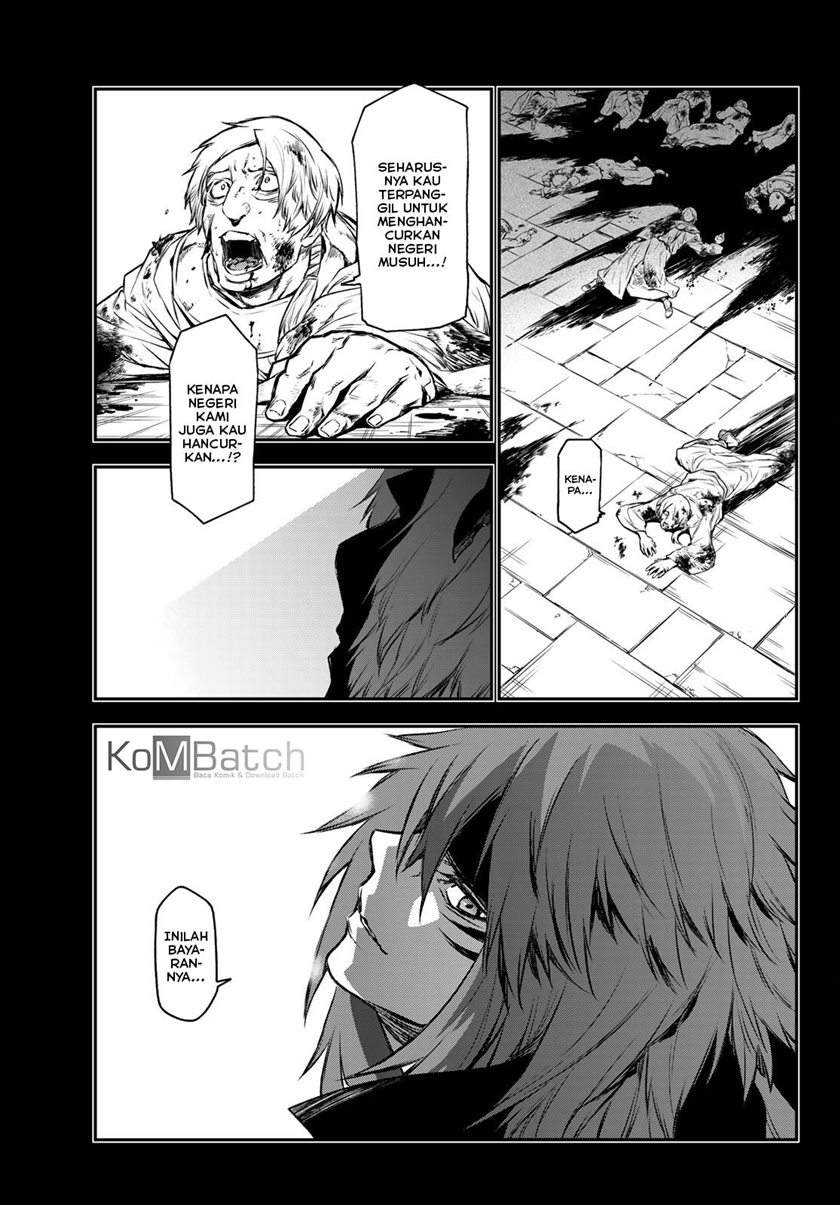 KENA-
PA...
SEHARUS-
NYA KAU
TERPANG-
GIL UNTUK
MENGHAN-
CURKAN
NEGERI
MUSUH...!
KENAPA
NEGERI
KAMI
JUGA KAU
HANCUR-
KAN...!?
KoMBatch
Baca Komik & Download Batch
INILAH
BAYA-
RAN-
NYA...